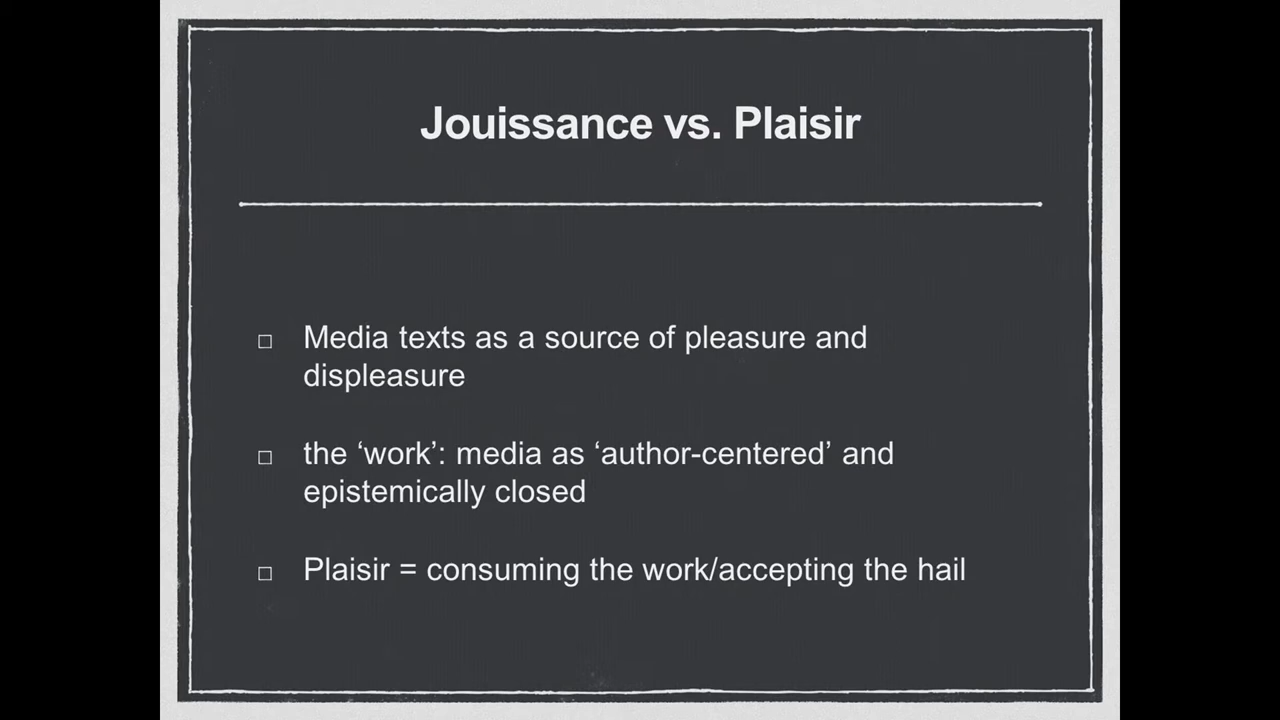 Jouissance vs. Plaisir
Media texts as a source of pleasure and
displeasure
the ‘work’: media as ‘author-centered’ and
epistemically closed
Plaisir = consuming the work/accepting the hail